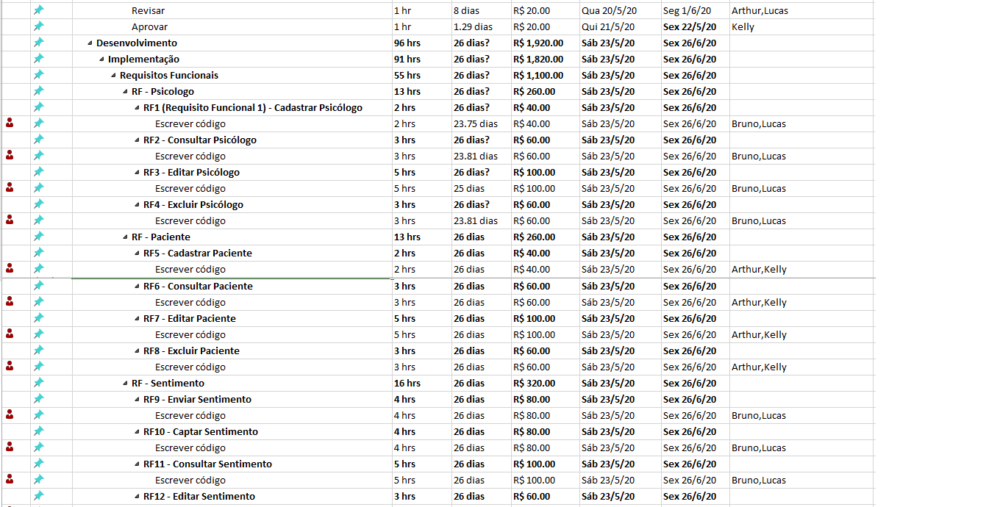 Revisar 1 hr 8 dias R$ 20.00 Qua 20/5/20 Seg 1/6/20 Arthur,Lucas
Aprovar 1 hr 1.29 dias R$ 20.00 Qui 21/5/20 Sex 22/5/20 Kelly
Desenvolvimento 96 hrs 26 dias? R$ 1,920.00 Sáb 23/5/20 Sex 26/6/20
Implementação 91 hrs 26 dias? R$ 1,820.00 Sáb 23/5/20 Sex 26/6/20
Requisitos Funcionais 55 hrs 26 dias? R$ 1,100.00 Sáb 23/5/20 Sex 26/6/20
RF - Psicologo 13 hrs 26 dias? R$ 260.00 Sáb 23/5/20 Sex 26/6/20
RF1 (Requisito Funcional 1) - Cadastrar Psicólogo 2 hrs 26 dias? R$ 40.00 Sáb 23/5/20 Sex 26/6/20
Escrever código 2 hrs 23.75 dias R$ 40.00 Sáb 23/5/20 Sex 26/6/20 Bruno,Lucas
RF2 - Consultar Psicólogo 3 hrs 26 dias? R$ 60.00 Sáb 23/5/20 Sex 26/6/20
Escrever código 3 hrs 23.81 dias R$ 60.00 Sáb 23/5/20 Sex 26/6/20 Bruno,Lucas
RF3 - Editar Psicólogo 5 hrs 26 dias? R$ 100.00 Sáb 23/5/20 Sex 26/6/20
Escrever código 5 hrs 25 dias R$ 100.00 Sáb 23/5/20 Sex 26/6/20 Bruno,Lucas
RF4 - Excluir Psicólogo 3 hrs 26 dias? R$ 60.00 Sáb 23/5/20 Sex 26/6/20
Escrever código 3 hrs 23.81 dias R$ 60.00 Sáb 23/5/20 Sex 26/6/20 Bruno,Lucas
RF - Paciente 13 hrs 26 dias R$ 260.00 Sáb 23/5/20 Sex 26/6/20
RF5 - Cadastrar Paciente 2 hrs 26 dias R$ 40.00 Sáb 23/5/20 Sex 26/6/20
Escrever código 2 hrs 26 dias R$ 40.00 Sáb 23/5/20 Sex 26/6/20 Arthur,Kelly
RF6 - Consultar Paciente 3 hrs 26 dias R$ 60.00 Sáb 23/5/20 Sex 26/6/20
Escrever código 3 hrs 26 dias R$ 60.00 Sáb 23/5/20 Sex 26/6/20 Arthur,Kelly
RF7 - Editar Paciente 5 hrs 26 dias R$ 100.00 Sáb 23/5/20 Sex 26/6/20
Escrever código 5 hrs 26 dias R$ 100.00 Sáb 23/5/20 Sex 26/6/20 Arthur,Kelly
RF8 - Excluir Paciente 3 hrs 26 dias R$ 60.00 Sáb 23/5/20 Sex 26/6/20
Escrever código 3 hrs 26 dias R$ 60.00 Sáb 23/5/20 Sex 26/6/20 Arthur,Kelly
RF - Sentimento 16 hrs 26 dias R$ 320.00 Sáb 23/5/20 Sex 26/6/20
RF9 - Enviar Sentimento 4 hrs 26 dias R$ 80.00 Sáb 23/5/20 Sex 26/6/20
Escrever código 4 hrs 26 dias R$ 80.00 Sáb 23/5/20 Sex 26/6/20 Bruno,Lucas
RF10 - Captar Sentimento 4 hrs 26 dias R$ 80.00 Sáb 23/5/20 Sex 26/6/20
Escrever código 4 hrs 26 dias R$ 80.00 Sáb 23/5/20 Sex 26/6/20 Bruno,Lucas
RF11 - Consultar Sentimento 5 hrs 26 dias R$ 100.00 Sáb 23/5/20 Sex 26/6/20
Escrever código 5 hrs 26 dias R$ 100.00 Sáb 23/5/20 Sex 26/6/20 Bruno,Lucas
RF12 - Editar Sentimento 3 hrs 26 dias R$ 60.00 Sáb 23/5/20 Sex 26/6/20